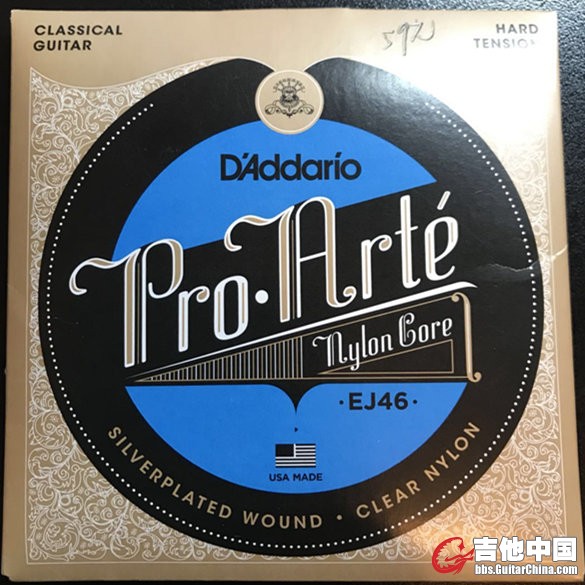 CLASSICAL
GUITAR
HARD
TENSION
D'Addario
Pro·Arté
Nylon Core
·EJ46·
USA MADE
SILVERPLATED WOUND · CLEAR NYLON
吉他中国
bbs.GuitarChina.com